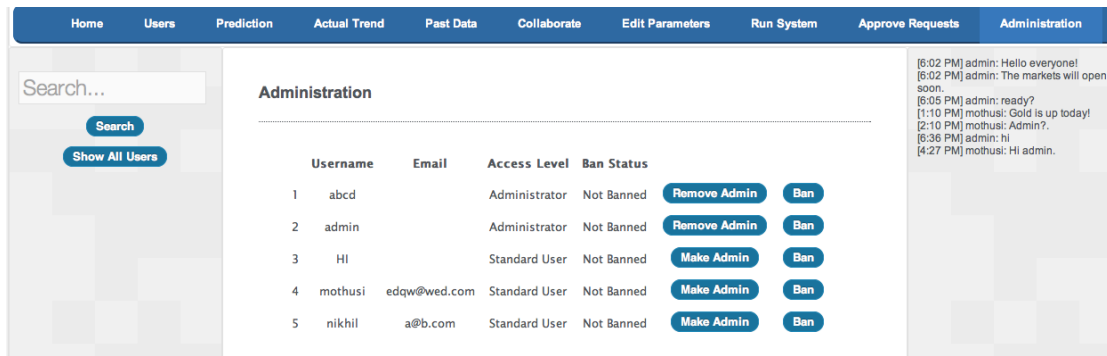 Home Users Prediction Actual Trend Past Data Collaborate Edit Parameters Run System Approve Requests Administration
Search...
Search
Show All Users
Administration
Username Email Access Level Ban Status
1 abcd Administrator Not Banned Remove Admin Ban
2 admin Administrator Not Banned Remove Admin Ban
3 HI Standard User Not Banned Make Admin Ban
4 mothusi edqw@wed.com Standard User Not Banned Make Admin Ban
5 nikhil a@b.com Standard User Not Banned Make Admin Ban
[6:02 PM] admin: Hello everyone!
[6:02 PM] admin: The markets will open
soon.
[6:05 PM] admin: ready?
[1:10 PM] mothusi: Gold is up today!
[2:10 PM] mothusi: Admin?.
[6:36 PM] admin: hi
[4:27 PM] mothusi: Hi admin.